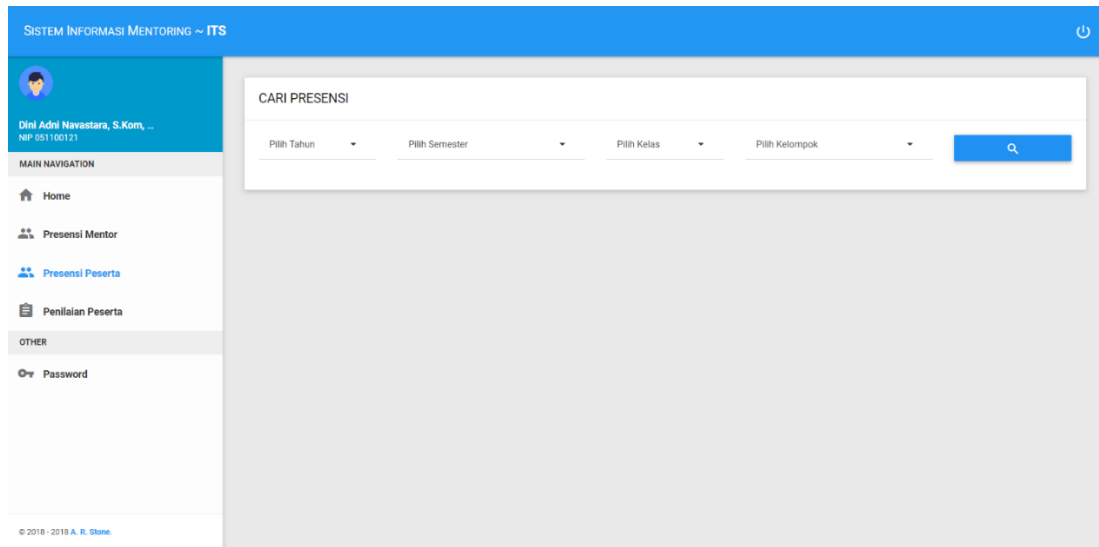 SISTEM INFORMASI MENTORING ~ ITS
Dini Adni Navastara, S.Kom, ...
NIP 051100121
MAIN NAVIGATION
Home
Presensi Mentor
Presensi Peserta
Penilaian Peserta
OTHER
Password
© 2018 - 2018 A. R. Stone.
CARI PRESENSI
Pilih Tahun Pilih Semester Pilih Kelas Pilih Kelompok